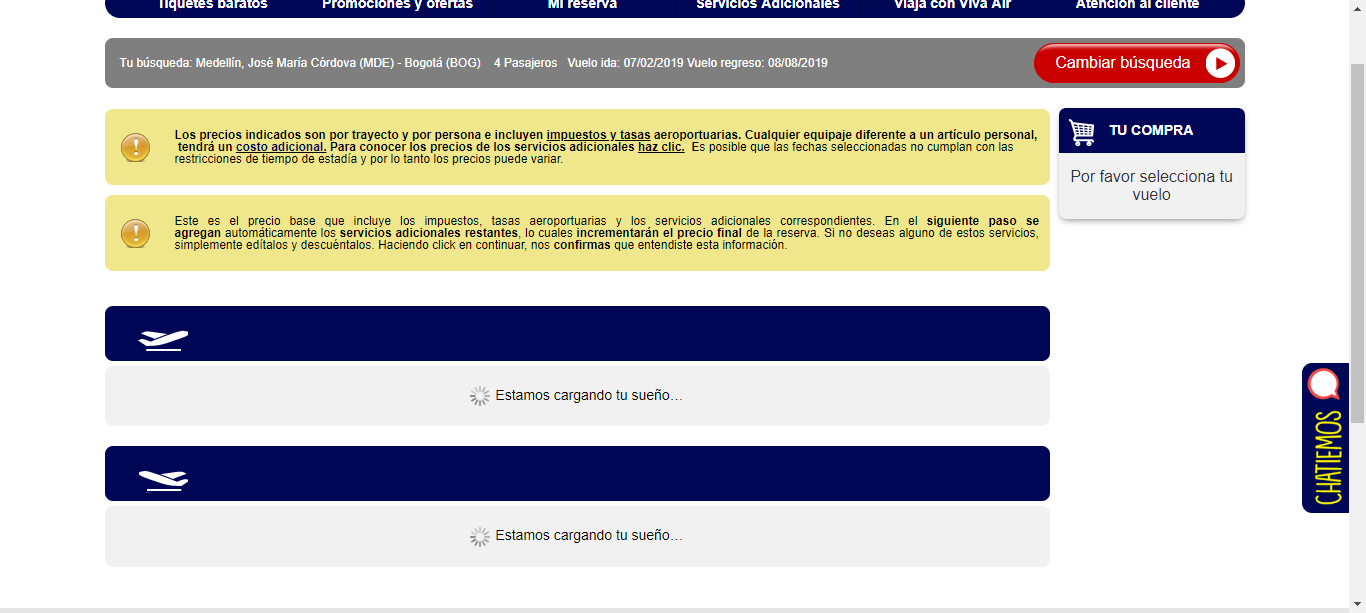 Tiquetes baratos Promociones y ofertas Mi reserva Servicios Adicionales Viaja con Viva Air Atención al cliente
Tu búsqueda: Medellín, José María Córdova (MDE) - Bogotá (BOG) 4 Pasajeros Vuelo ida: 07/02/2019 Vuelo regreso: 08/08/2019
Cambiar búsqueda
Los precios indicados son por trayecto y por persona e incluyen impuestos y tasas aeroportuarias. Cualquier equipaje diferente a un artículo personal,
tendrá un costo adicional. Para conocer los precios de los servicios adicionales haz clic. Es posible que las fechas seleccionadas no cumplan con las
restricciones de tiempo de estadía y por lo tanto los precios puede variar.
TU COMPRA
Por favor selecciona tu
vuelo
Este es el precio base que incluye los impuestos, tasas aeroportuarias y los servicios adicionales correspondientes. En el siguiente paso se
agregan automáticamente los servicios adicionales restantes, lo cuales incrementarán el precio final de la reserva. Si no deseas alguno de estos servicios,
simplemente edítalos y descuéntalos. Haciendo click en continuar, nos confirmas que entendiste esta información.
Estamos cargando tu sueño…
Estamos cargando tu sueño…
CHATIEMOS